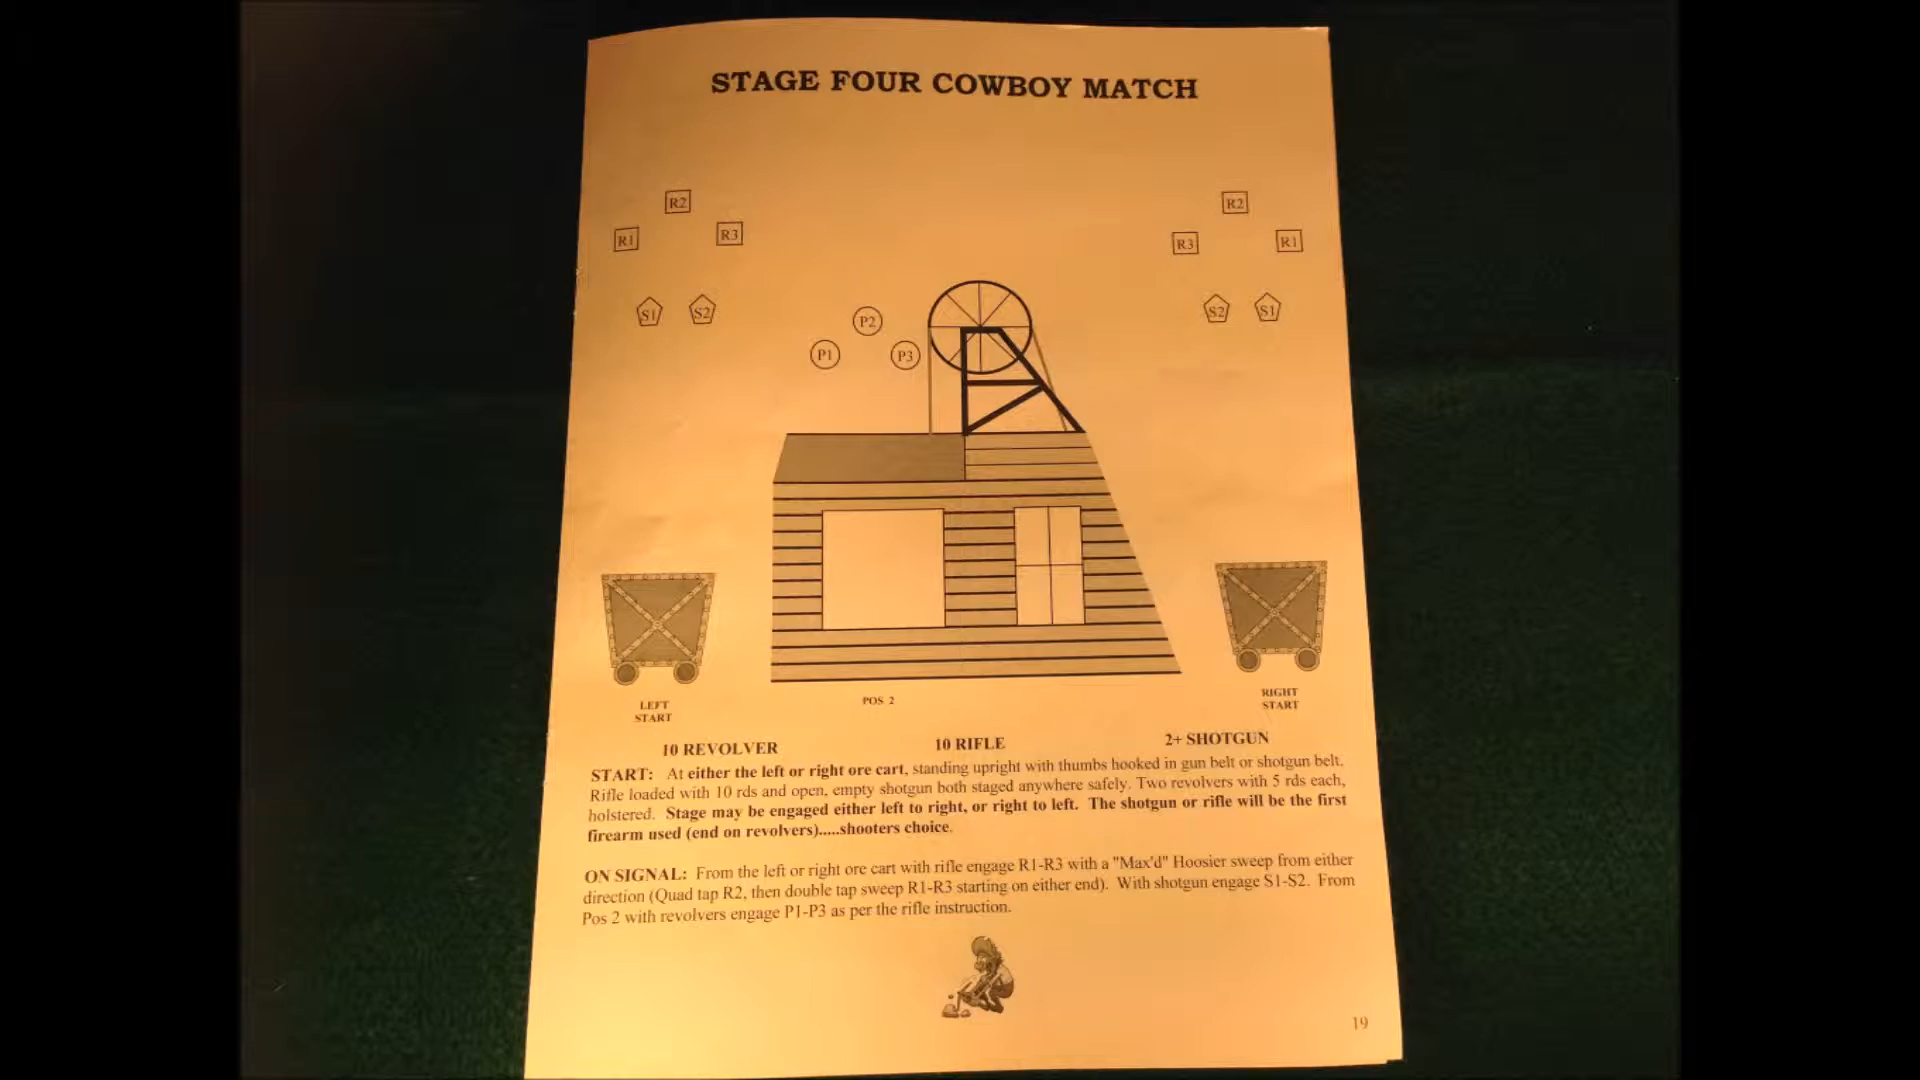 STAGE FOUR COWBOY MATCH
R2
R2
R1
R3
R3
R1
S1
S2
S2
S1
P2
P1
P3
LEFT
START
POS 2
RIGHT
START
10 REVOLVER 10 RIFLE 2+ SHOTGUN
START: At either the left or right ore cart, standing upright with thumbs hooked in gun belt or shotgun belt.
Rifle loaded with 10 rds and open, empty shotgun both staged anywhere safely. Two revolvers with 5 rds each,
holstered. Stage may be engaged either left to right, or right to left. The shotgun or rifle will be the first
firearm used (end on revolvers).....shooters choice.
ON SIGNAL: From the left or right ore cart with rifle engage R1-R3 with a "Max'd" Hoosier sweep from either
direction (Quad tap R2, then double tap sweep R1-R3 starting on either end). With shotgun engage S1-S2. From
Pos 2 with revolvers engage P1-P3 as per the rifle instruction.
19